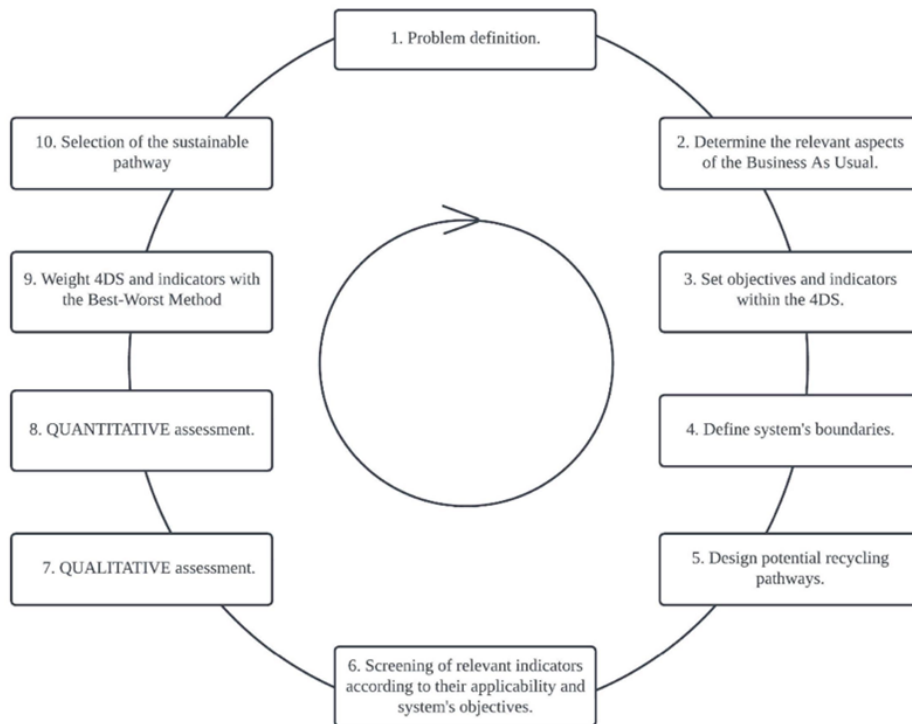 1. Problem definition.
2. Determine the relevant aspects
of the Business As Usual.
3. Set objectives and indicators
within the 4DS.
4. Define system's boundaries.
5. Design potential recycling
pathways.
6. Screening of relevant indicators
according to their applicability and
system's objectives.
7. QUALITATIVE assessment.
8. QUANTITATIVE assessment.
9. Weight 4DS and indicators with
the Best-Worst Method
10. Selection of the sustainable
pathway